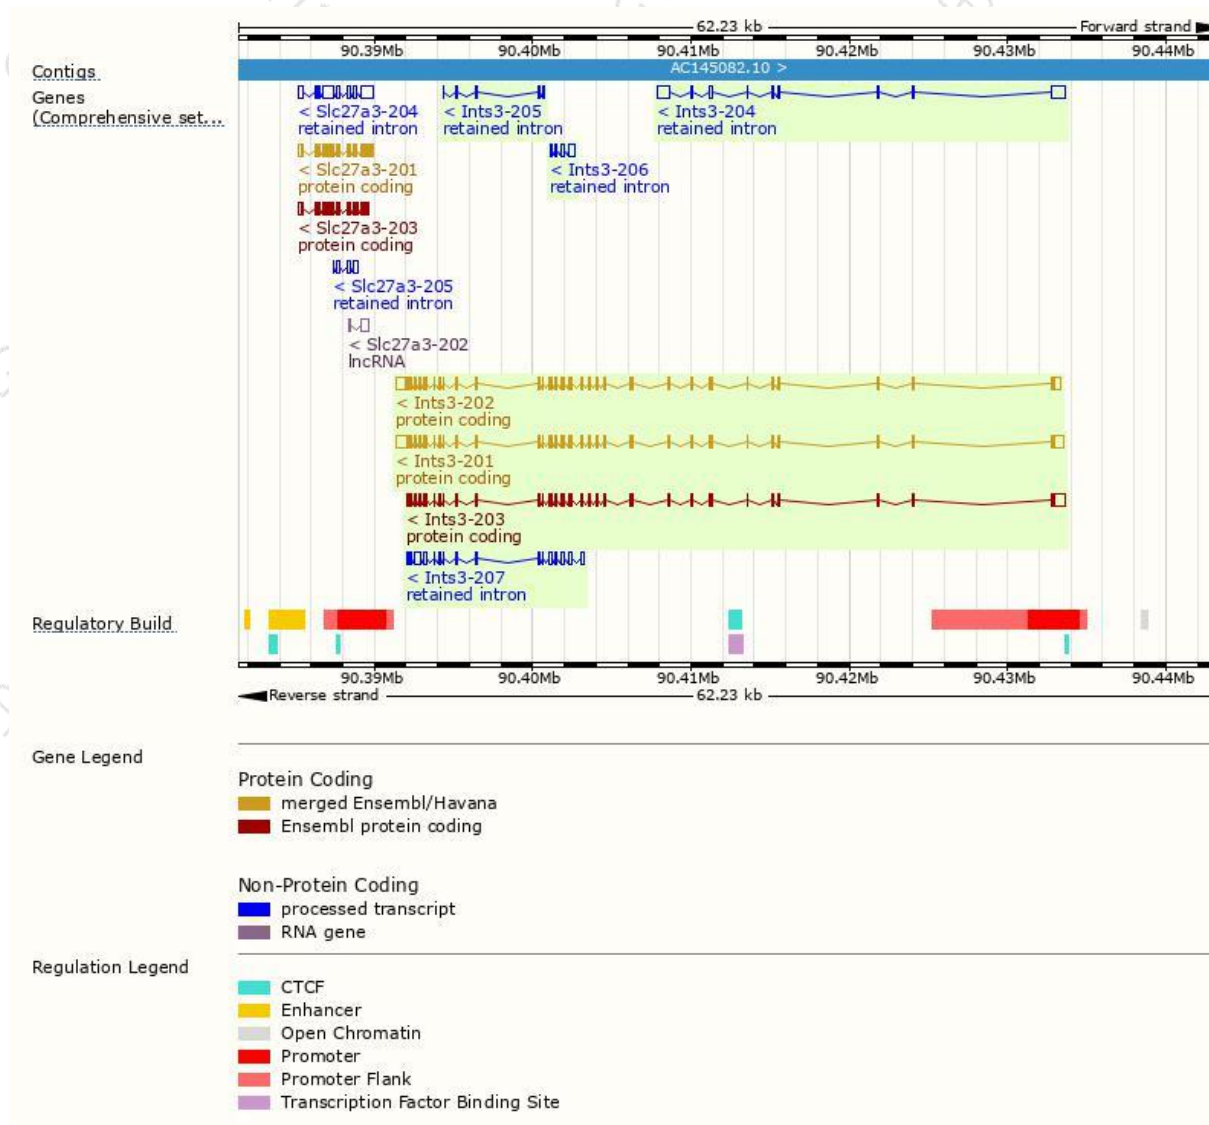 62.23 kb Forward strand
90.39Mb 90.40Mb 90.41Mb 90.42Mb 90.43Mb 90.44Mb
Contigs AC145082.10 >
Genes
(Comprehensive set...
< Slc27a3-204 < Ints3-205 < Ints3-204
retained intron retained intron retained intron
< Slc27a3-201 < Ints3-206
protein coding retained intron
< Slc27a3-203
protein coding
< Slc27a3-205
retained intron
< Slc27a3-202
lncRNA
< Ints3-202
protein coding
< Ints3-201
protein coding
< Ints3-203
protein coding
< Ints3-207
retained intron
Regulatory Build
90.39Mb 90.40Mb 90.41Mb 90.42Mb 90.43Mb 90.44Mb
Reverse strand 62.23 kb
Gene Legend
Protein Coding
merged Ensembl/Havana
Ensembl protein coding
Non-Protein Coding
processed transcript
RNA gene
Regulation Legend
CTCF
Enhancer
Open Chromatin
Promoter
Promoter Flank
Transcription Factor Binding Site